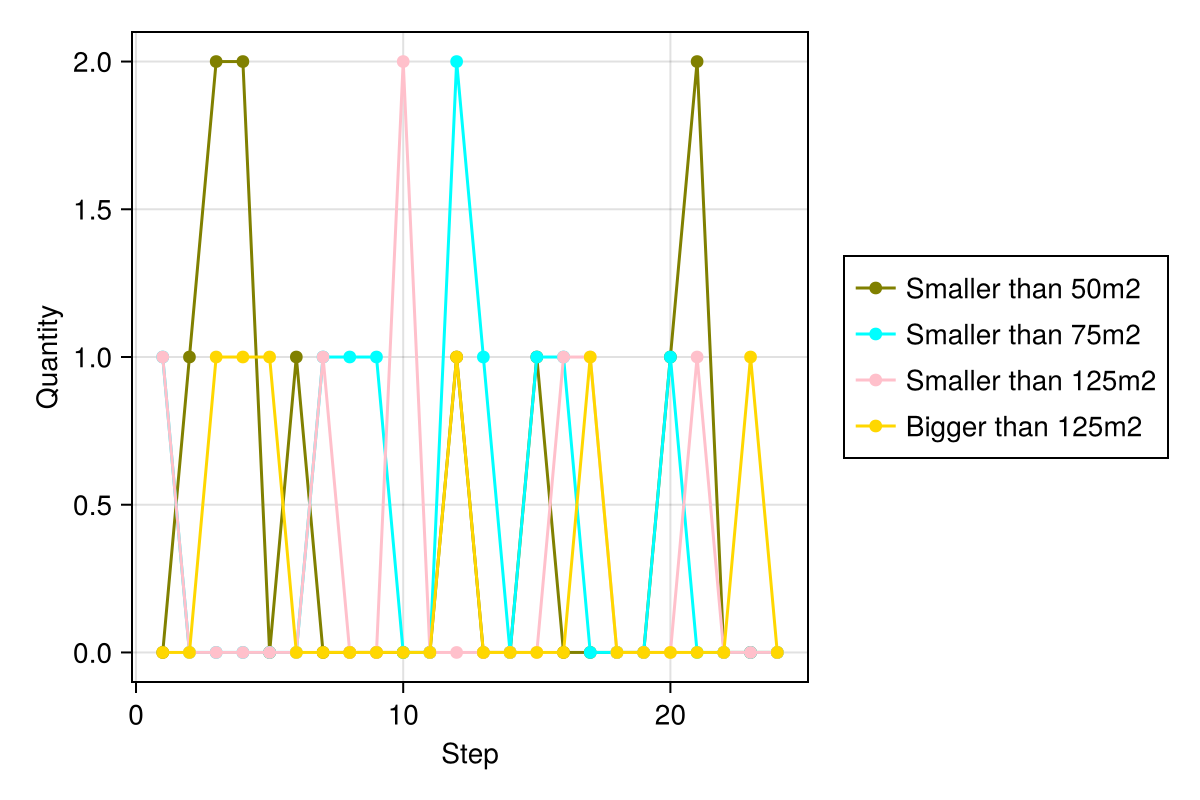 2.0
1.5
1.0
0.5
0.0
Quantity
0
10
20
Step
Smaller than 50m2
Smaller than 75m2
Smaller than 125m2
Bigger than 125m2